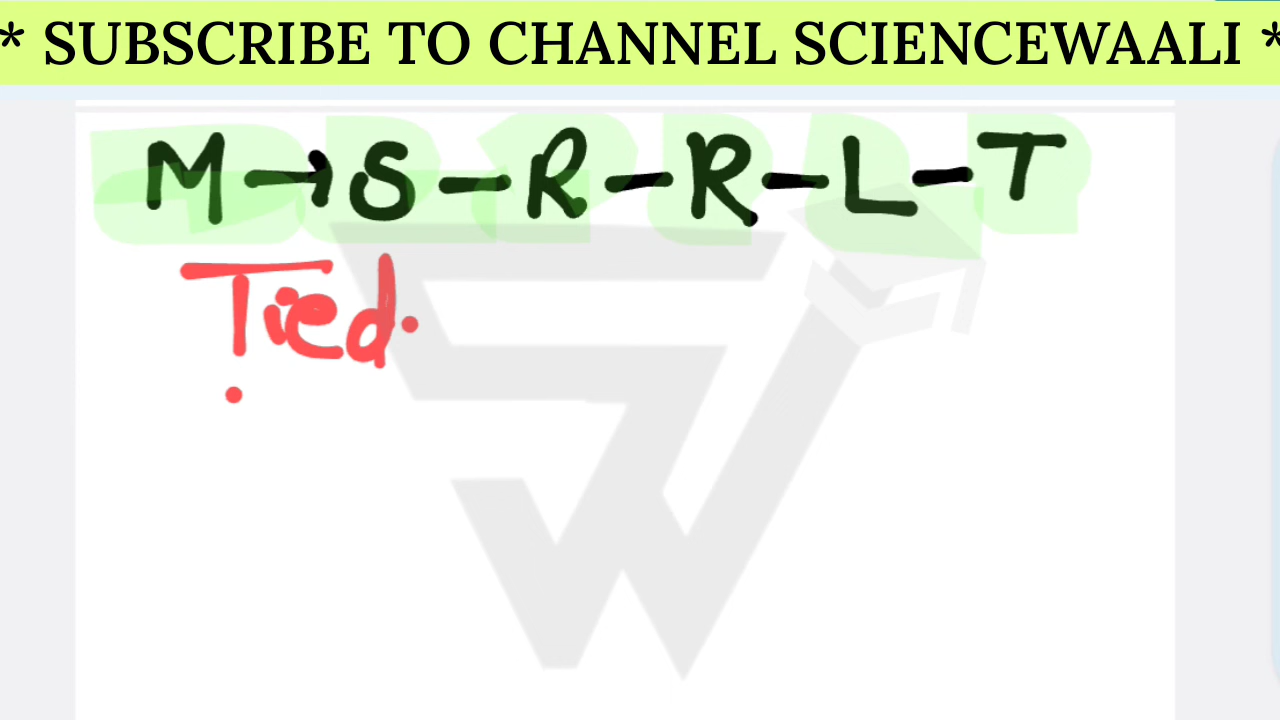 * SUBSCRIBE TO CHANNEL SCIENCEWAALI *
M → S - R - R - L - T
Tied.